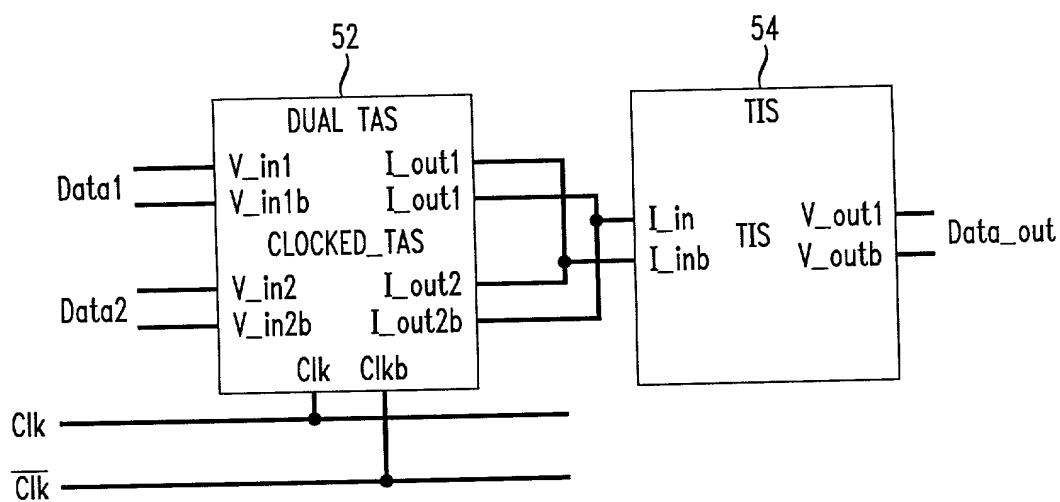 52
54
DUAL TAS
TIS
Data1
V_in1
I_out1
V_in1b
I_out1
CLOCKED_TAS
I_in
TIS
V_out1
Data_out
I_inb
V_outb
Data2
V_in2
I_out2
V_in2b
I_out2b
Clk
Clkb
Clk
C̅l̅k̅